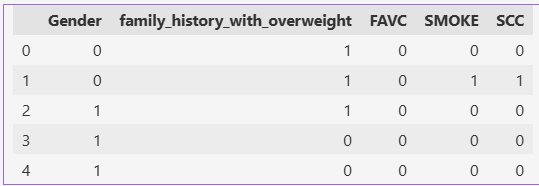 Gender family_history_with_overweight FAVC SMOKE SCC
0 0 1 0 0 0
1 0 1 0 1 1
2 1 1 0 0 0
3 1 0 0 0 0
4 1 0 0 0 0